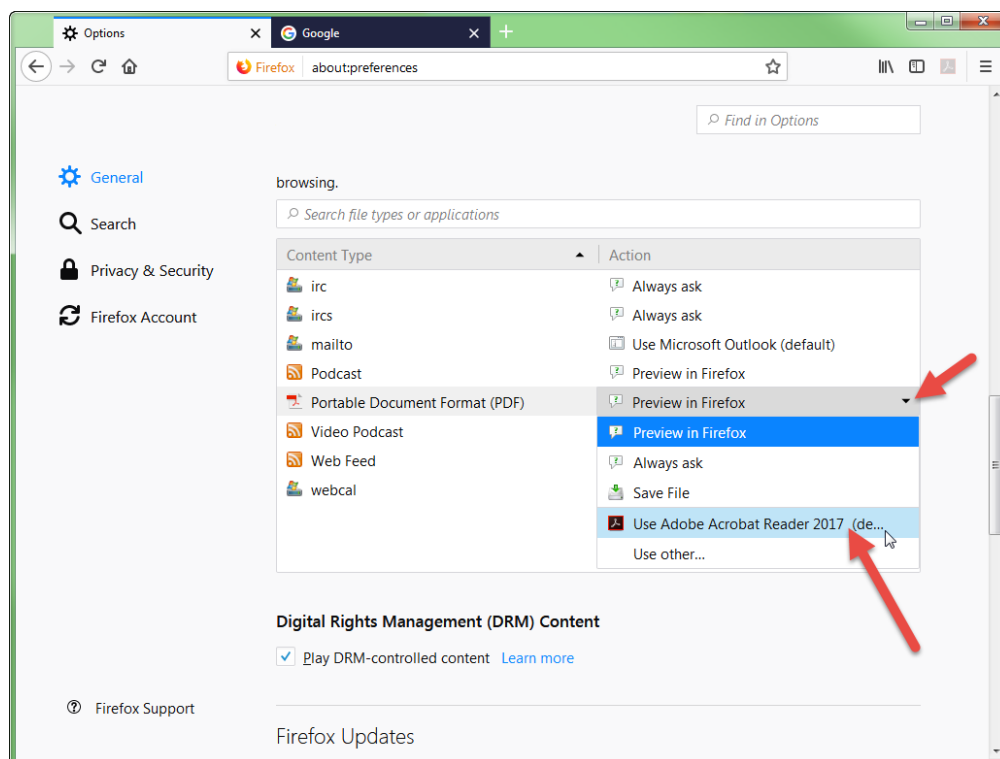 Options
Google
Firefox
about:preferences
Find in Options
General
browsing.
Search file types or applications
Search
Content Type Action
Privacy & Security
irc Always ask
Firefox Account
ircs Always ask
mailto Use Microsoft Outlook (default)
Podcast Preview in Firefox
Portable Document Format (PDF) Preview in Firefox
Video Podcast Preview in Firefox
Web Feed Always ask
webcal Save File
Use Adobe Acrobat Reader 2017 (de...
Use other...
Digital Rights Management (DRM) Content
Play DRM-controlled content Learn more
Firefox Support
Firefox Updates